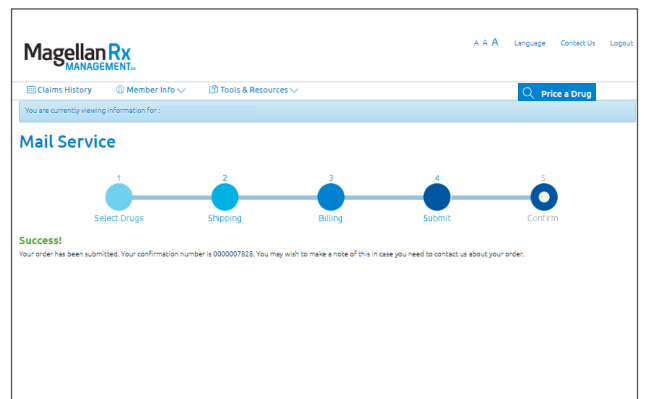 A A A Language Contact Us Logout
Magellan Rx
MANAGEMENT
Claims History Member Info Tools & Resources
Price a Drug
You are currently viewing information for :
Mail Service
1 2 3 4 5
Select Drugs Shipping Billing Submit Confirm
Success!
Your order has been submitted. Your confirmation number is 0000007828. You may wish to make a note of this in case you need to contact us about your order.